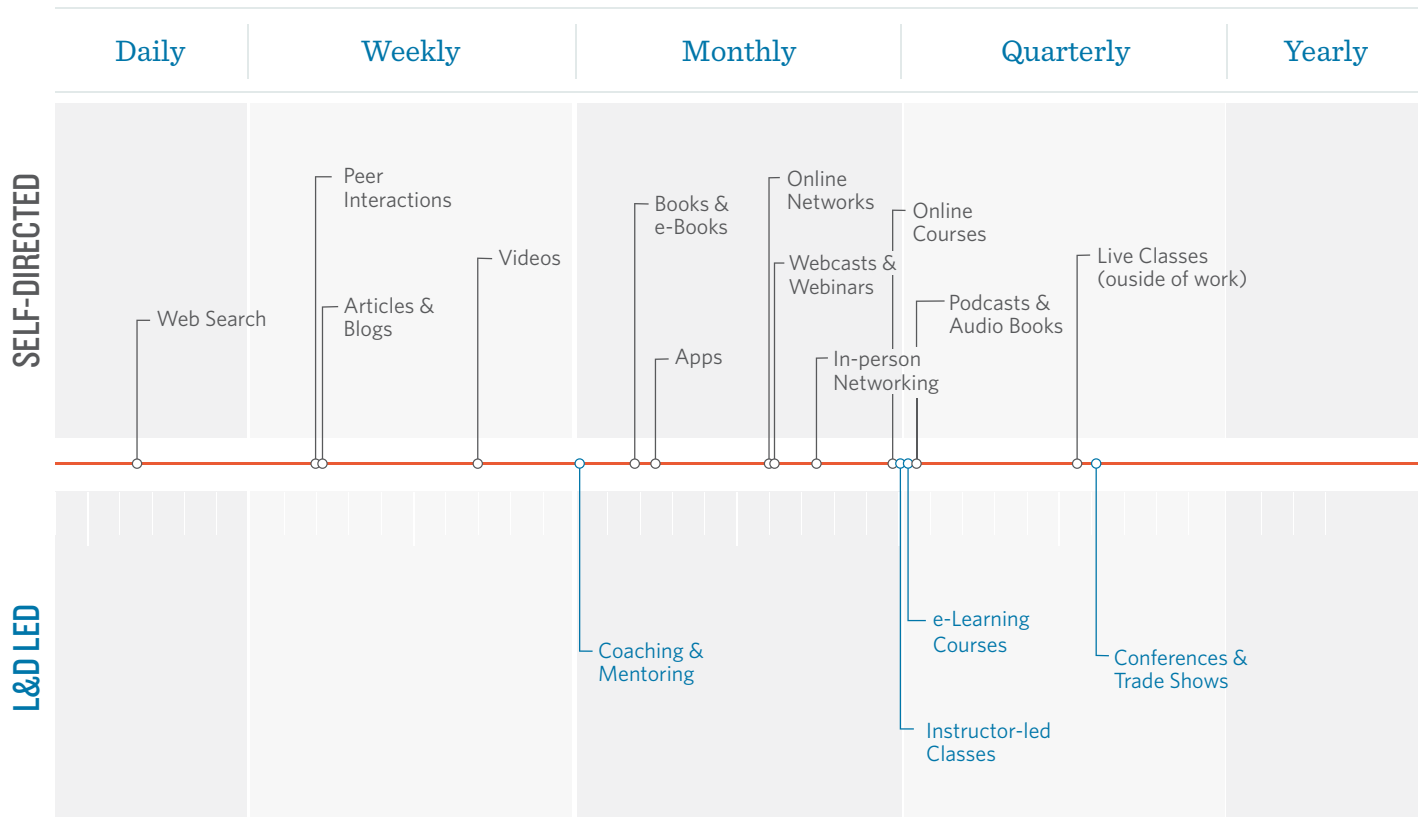 Daily
Weekly
Monthly
Quarterly
Yearly
SELF-DIRECTED
Web Search
Peer
Interactions
Articles &
Blogs
Videos
Books &
e-Books
Apps
Online
Networks
Webcasts &
Webinars
In-person
Networking
Online
Courses
Podcasts &
Audio Books
Live Classes
(ouside of work)
L&D LED
Coaching &
Mentoring
e-Learning
Courses
Instructor-led
Classes
Conferences &
Trade Shows